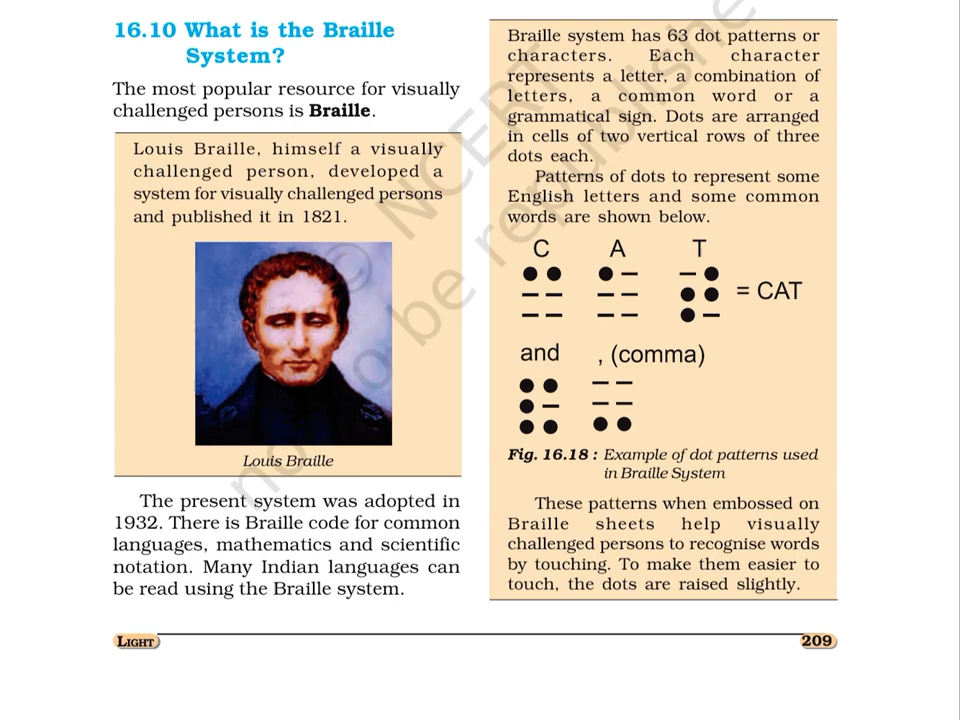 16.10 What is the Braille
System?
The most popular resource for visually
challenged persons is Braille.
Louis Braille, himself a visually
challenged person, developed a
system for visually challenged persons
and published it in 1821.
Louis Braille
The present system was adopted in
1932. There is Braille code for common
languages, mathematics and scientific
notation. Many Indian languages can
be read using the Braille system.
Braille system has 63 dot patterns or
characters. Each character
represents a letter, a combination of
letters, a common word or a
grammatical sign. Dots are arranged
in cells of two vertical rows of three
dots each.
Patterns of dots to represent some
English letters and some common
words are shown below.
C A T
= CAT
and , (comma)
Fig. 16.18 : Example of dot patterns used
in Braille System
These patterns when embossed on
Braille sheets help visually
challenged persons to recognise words
by touching. To make them easier to
touch, the dots are raised slightly.
LIGHT 209
© NCERT
not to be republishe